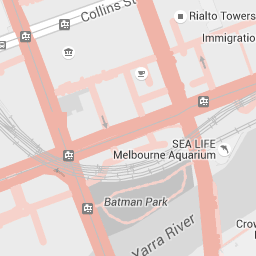 Collins St
Rialto Towers
Immigratio
SEA LIFE
Melbourne Aquarium
Batman Park
Crow
Yarra River